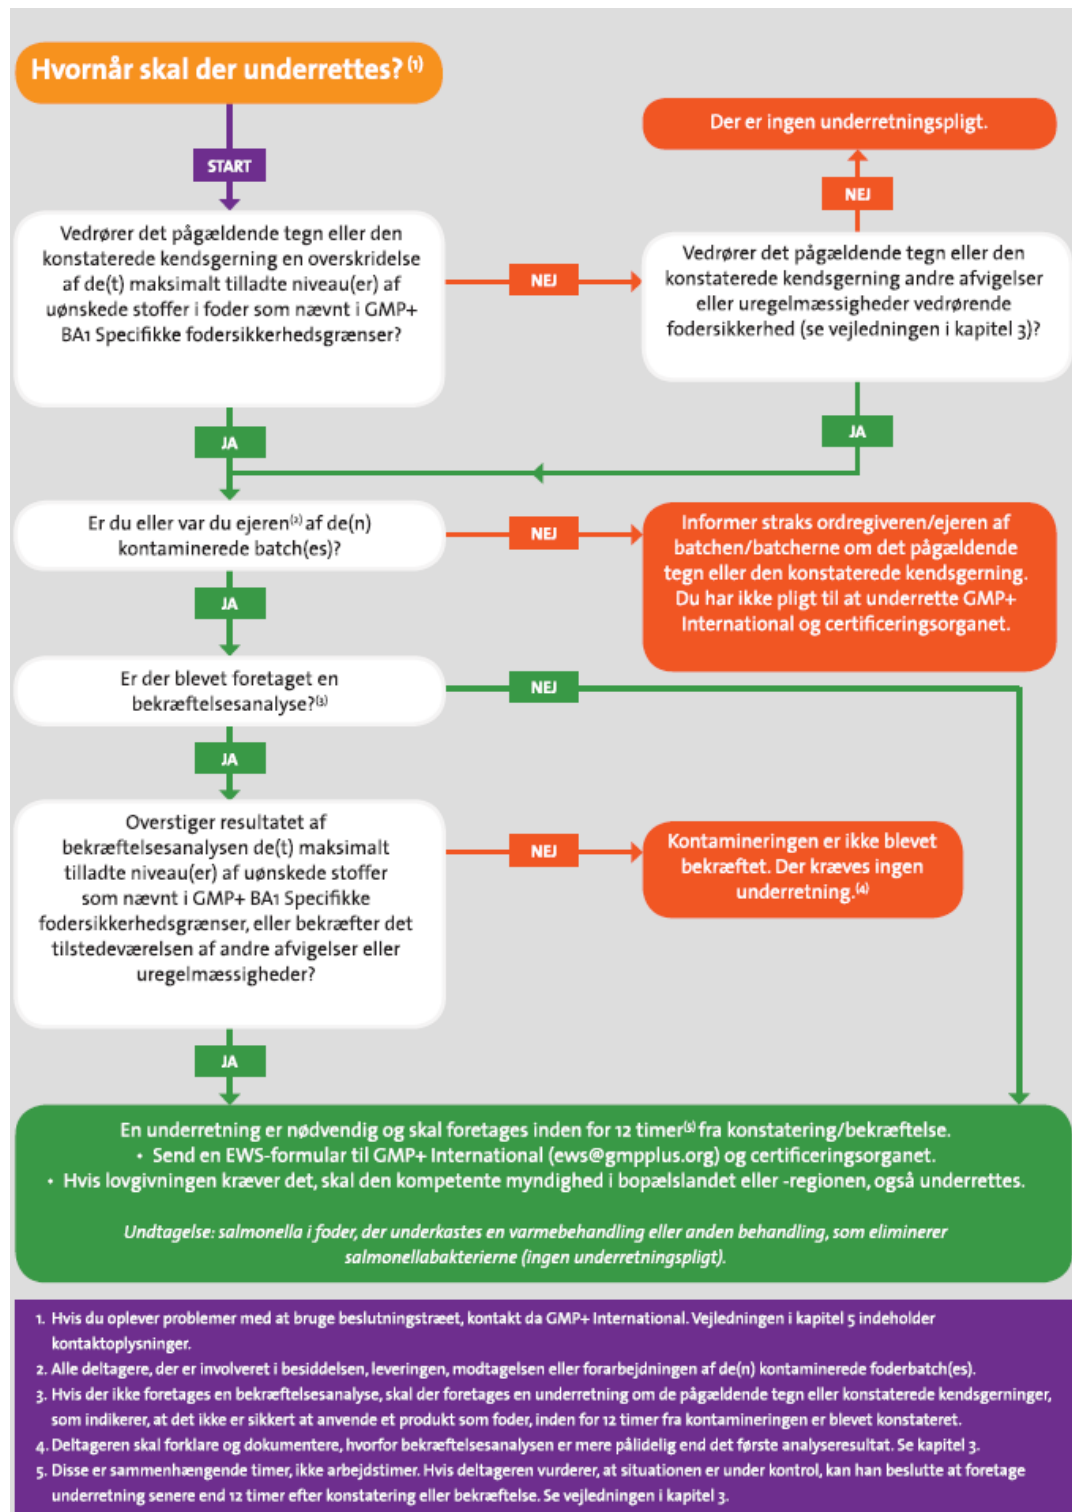 Hvornår skal der underrettes? (1)
START
Vedrører det pågældende tegn eller den
konstaterede kendsgerning en overskridelse
af de(t) maksimalt tilladte niveau(er) af
uønskede stoffer i foder som nævnt i GMP+
BA1 Specifikke fodersikkerhedsgrænser?
NEJ
Der er ingen underretningspligt.
NEJ
Vedrører det pågældende tegn eller den
konstaterede kendsgerning andre afvigelser
eller uregelmæssigheder vedrørende
fodersikkerhed (se vejledningen i kapitel 3)?
JA
JA
Er du eller var du ejeren(2) af de(n)
kontaminerede batch(es)?
NEJ
Informer straks ordregiveren/ejeren af
batchen/batcherne om det pågældende
tegn eller den konstaterede kendsgerning.
Du har ikke pligt til at underrette GMP+
International og certificeringsorganet.
JA
Er der blevet foretaget en
bekræftelsesanalyse?(3)
NEJ
JA
Overstiger resultatet af
bekræftelsesanalysen de(t) maksimalt
tilladte niveau(er) af uønskede stoffer
som nævnt i GMP+ BA1 Specifikke
fodersikkerhedsgrænser, eller bekræfter det
tilstedeværelsen af andre afvigelser eller
uregelmæssigheder?
NEJ
Kontamineringen er ikke blevet
bekræftet. Der kræves ingen
underretning.(4)
JA
En underretning er nødvendig og skal foretages inden for 12 timer(5) fra konstatering/bekræftelse.
• Send en EWS-formular til GMP+ International (ews@gmpplus.org) og certificeringsorganet.
• Hvis lovgivningen kræver det, skal den kompetente myndighed i bopælslandet eller -regionen, også underrettes.
Undtagelse: salmonella i foder, der underkastes en varmebehandling eller anden behandling, som eliminerer
salmonellabakterierne (ingen underretningspligt).
1. Hvis du oplever problemer med at bruge beslutningstræet, kontakt da GMP+ International. Vejledningen i kapitel 5 indeholder
kontaktoplysninger.
2. Alle deltagere, der er involveret i besiddelsen, leveringen, modtagelsen eller forarbejdningen af de(n) kontaminerede foderbatch(es).
3. Hvis der ikke foretages en bekræftelsesanalyse, skal der foretages en underretning om de pågældende tegn eller konstaterede kendsgerninger,
som indikerer, at det ikke er sikkert at anvende et produkt som foder, inden for 12 timer fra kontamineringen er blevet konstateret.
4. Deltageren skal forklare og dokumentere, hvorfor bekræftelsesanalysen er mere pålidelig end det første analyseresultat. Se kapitel 3.
5. Disse er sammenhængende timer, ikke arbejdstimer. Hvis deltageren vurderer, at situationen er under kontrol, kan han beslutte at foretage
underretning senere end 12 timer efter konstatering eller bekræftelse. Se vejledningen i kapitel 3.